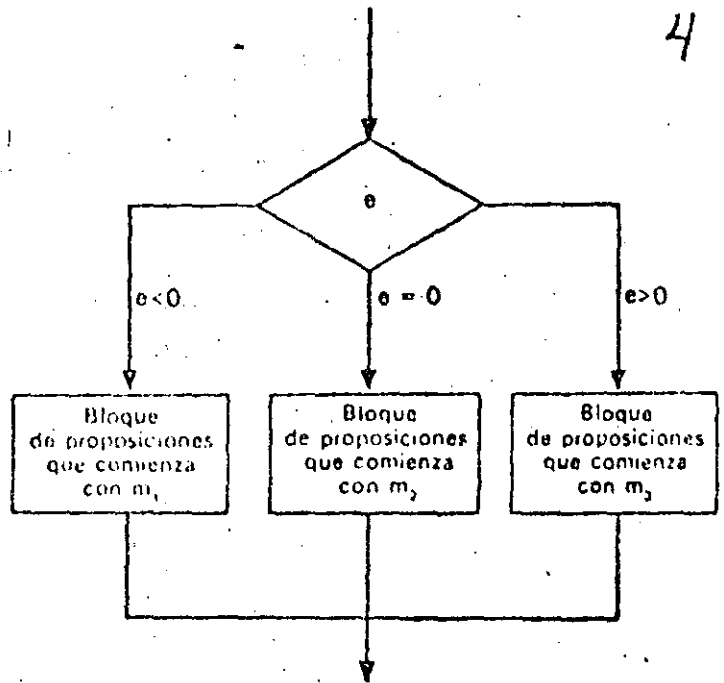 4
e
e<0
e = 0
e>0
Bloque
de proposiciones
que comienza
con m₁
Bloque
de proposiciones
que comienza
con m₂
Bloque
de proposiciones
que comienza
con m₃